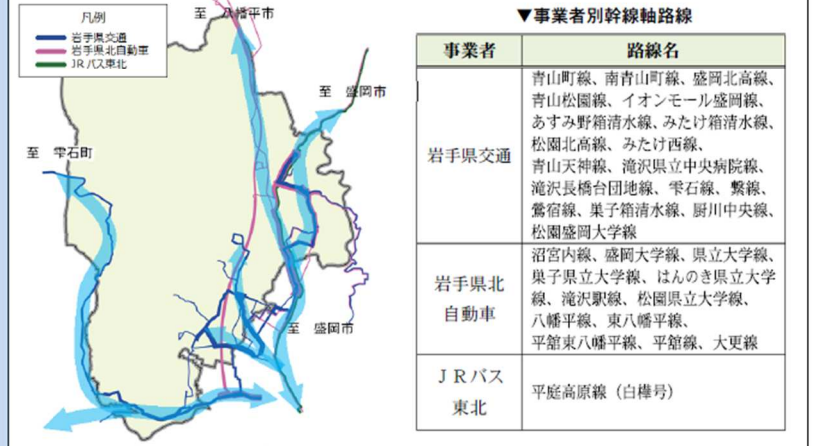 凡例
岩手県交通
岩手県北自動車
JRバス東北
至 八幡平市
至 盛岡市
至 雫石町
至 盛岡市
▼事業者別幹線軸路線
事業者 路線名
岩手県交通
青山町線、南青山町線、盛岡北高線、
青山松園線、イオンモール盛岡線、
あすみ野箱清水線、みたけ箱清水線、
松園北高線、みたけ西線、
青山天神線、滝沢県立中央病院線、
滝沢長橋台団地線、雫石線、繋線、
鶯宿線、巣子箱清水線、厨川中央線、
松園盛岡大学線
岩手県北
自動車
沼宮内線、盛岡大学線、県立大学線、
巣子県立大学線、はんのき県立大学
線、滝沢駅線、松園県立大学線、
八幡平線、東八幡平線、
平舘東八幡平線、平舘線、大更線
JRバス
東北
平庭高原線（白樺号）